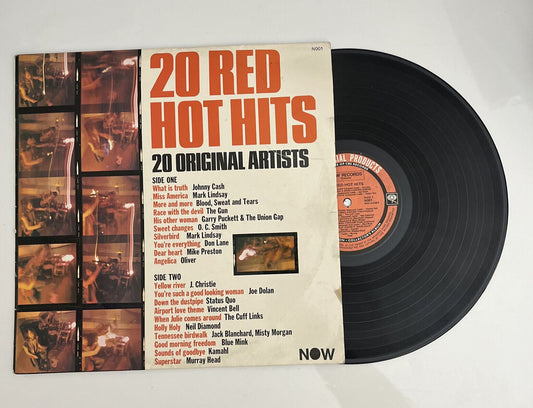 N001
20 RED
HOT HITS
20 ORIGINAL ARTISTS
SIDE ONE
What is truth Johnny Cash
Miss America Mark Lindsay
More and more Blood, Sweat and Tears
Race with the devil The Gun
His other woman Garry Puckett & The Union Gap
Sweet changes O. C. Smith
Silverbird Mark Lindsay
You're everything Don Lane
Dear heart Mike Preston
Angelica Oliver
SIDE TWO
Yellow river J. Christie
You're such a good looking woman Joe Dolan
Down the dustpipe Status Quo
Airport love theme Vincent Bell
When Julie comes around The Cuff Links
Holly Holy Neil Diamond
Tennessee birdwalk Jack Blanchard, Misty Morgan
Good morning freedom Blue Mink
Sounds of goodbye Kamahl
Superstar Murray Head
NOW
PRODUCTS
RECORDS
HOT HITS